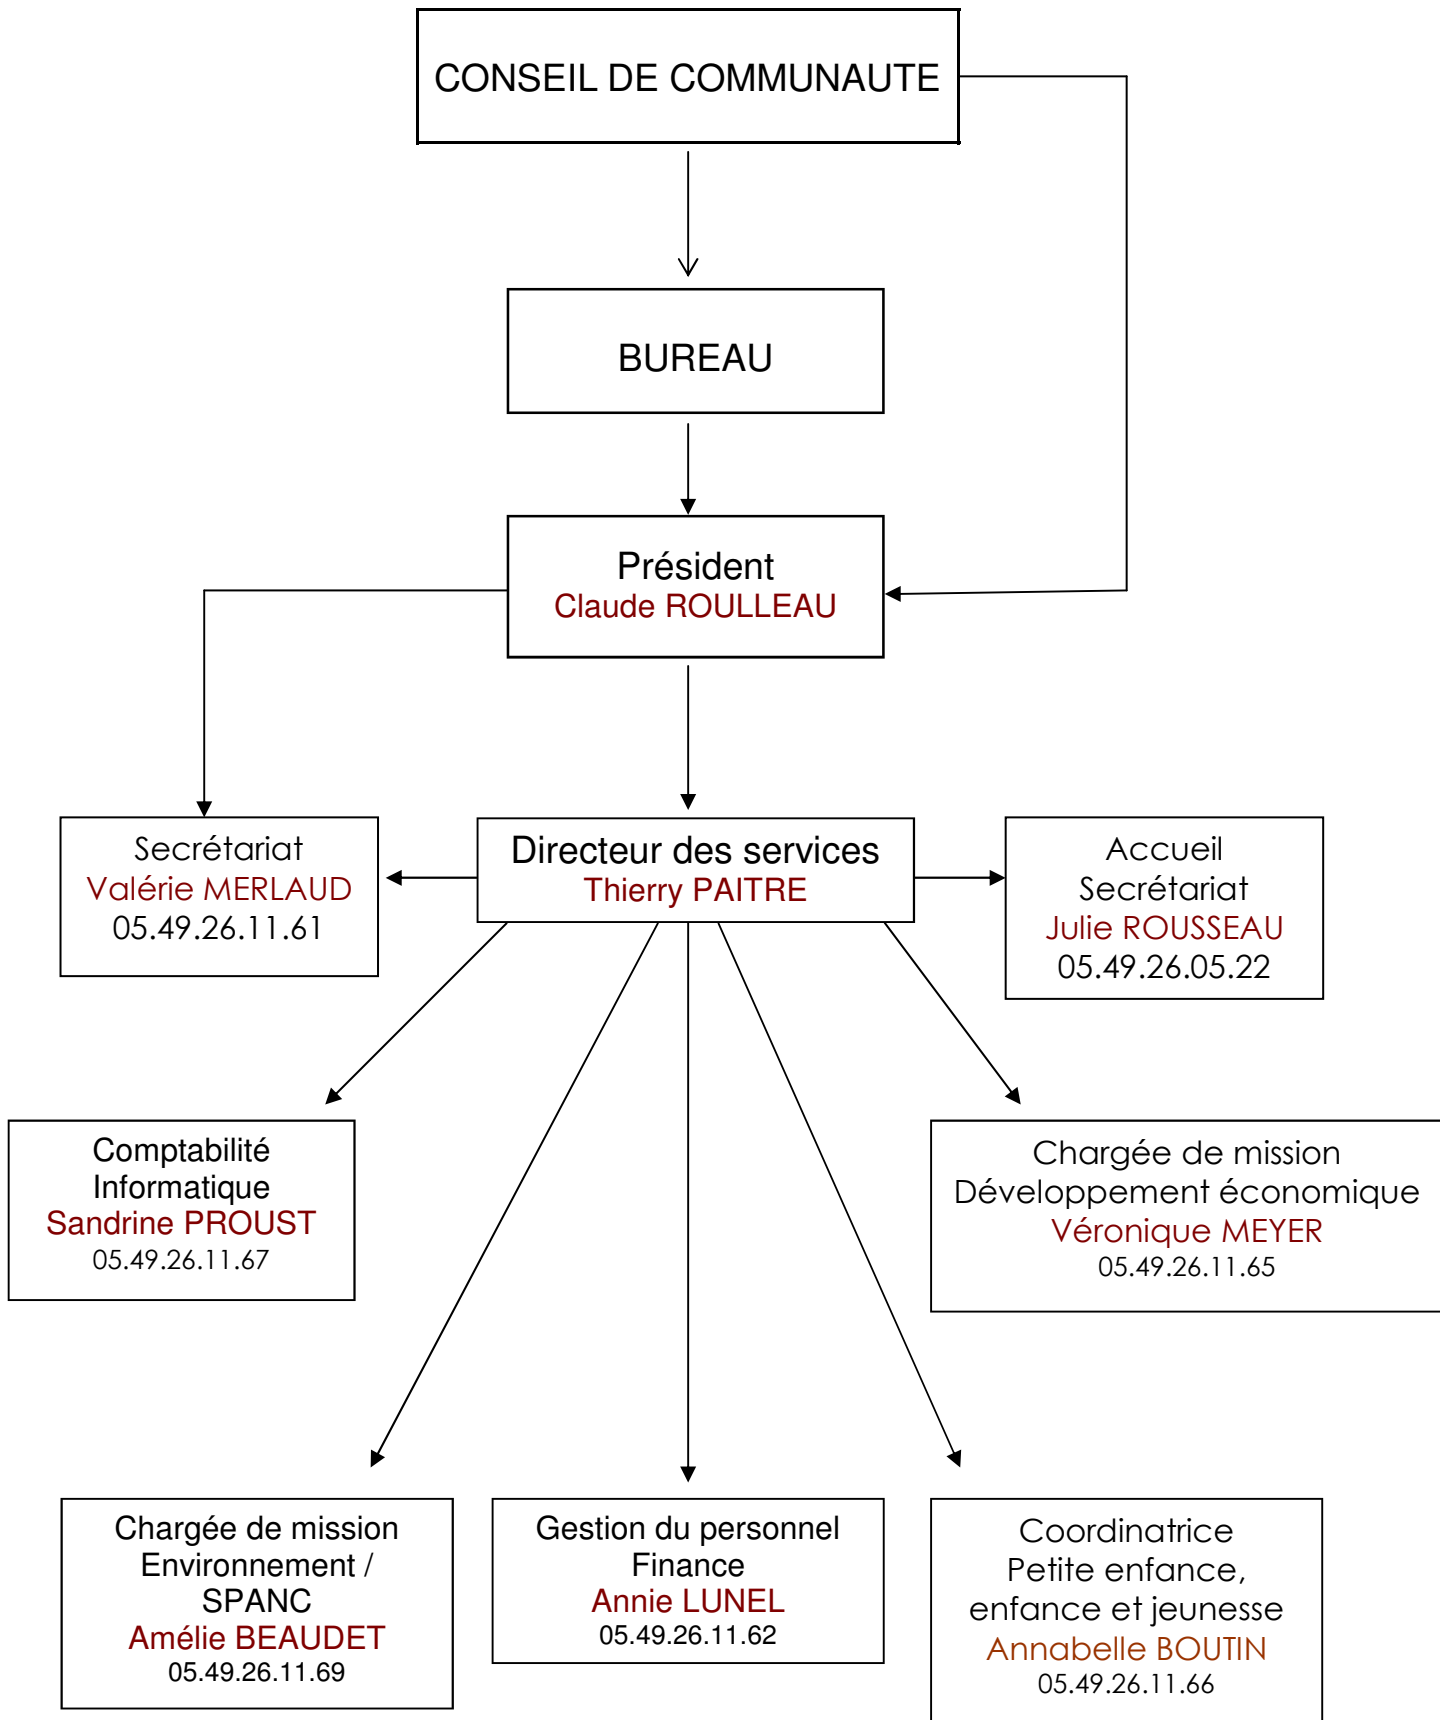 CONSEIL DE COMMUNAUTE
BUREAU
Président
Claude ROULLEAU
Secrétariat
Valérie MERLAUD
05.49.26.11.61
Directeur des services
Thierry PAITRE
Accueil
Secrétariat
Julie ROUSSEAU
05.49.26.05.22
Comptabilité
Informatique
Sandrine PROUST
05.49.26.11.67
Chargée de mission
Développement économique
Véronique MEYER
05.49.26.11.65
Chargée de mission
Environnement /
SPANC
Amélie BEAUDET
05.49.26.11.69
Gestion du personnel
Finance
Annie LUNEL
05.49.26.11.62
Coordinatrice
Petite enfance,
enfance et jeunesse
Annabelle BOUTIN
05.49.26.11.66